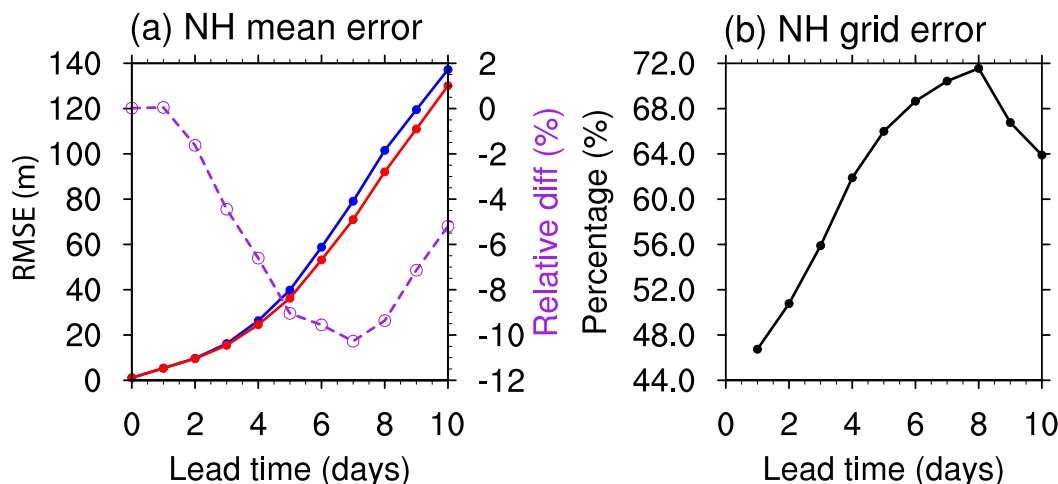 (a) NH mean error
140
120
100
80
60
40
20
0
RMSE (m)
2
0
-2
-4
-6
-8
-10
-12
Relative diff (%)
0 2 4 6 8 10
Lead time (days)
(b) NH grid error
72.0
68.0
64.0
60.0
56.0
52.0
48.0
44.0
Percentage (%)
0 2 4 6 8 10
Lead time (days)